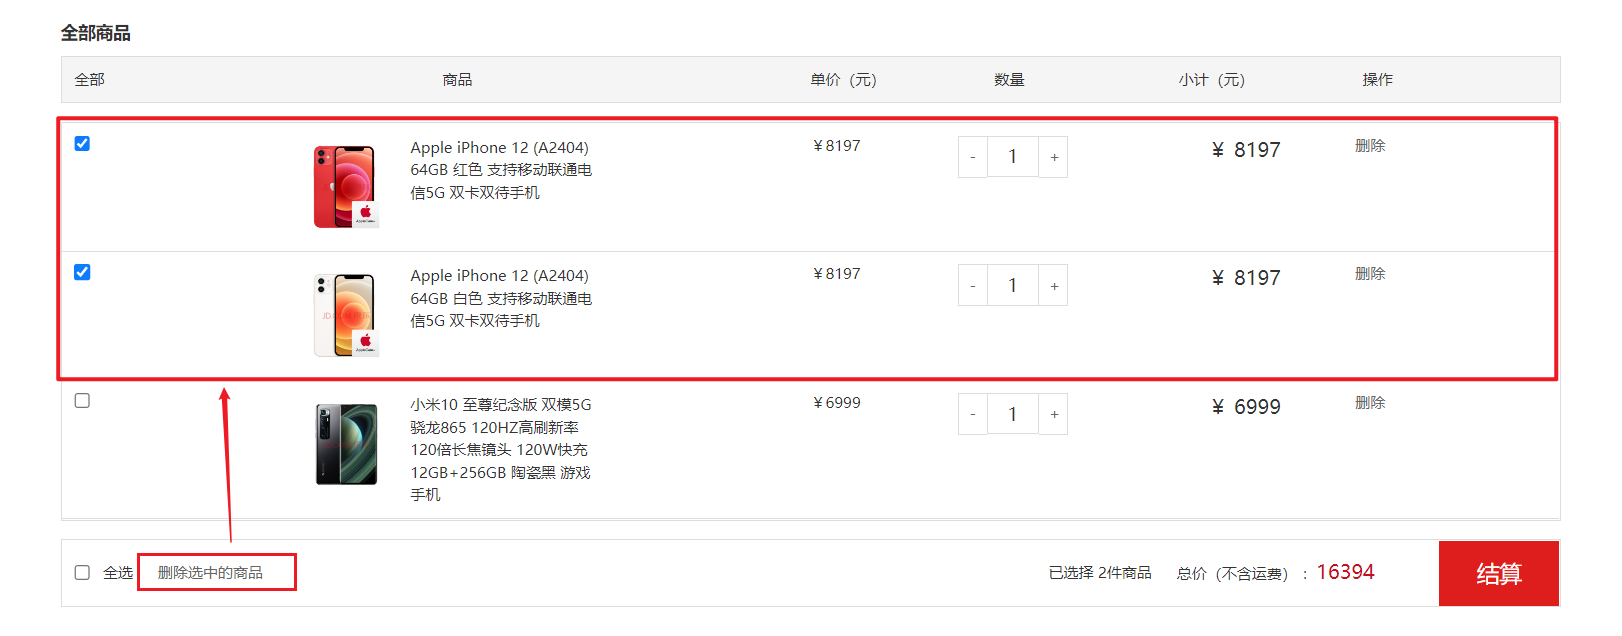 全部商品
全部 商品 单价（元） 数量 小计（元） 操作
Apple iPhone 12 (A2404)
64GB 红色 支持移动联通电
信5G 双卡双待手机
¥8197
- 1 +
¥ 8197
删除
Apple iPhone 12 (A2404)
64GB 白色 支持移动联通电
信5G 双卡双待手机
¥8197
- 1 +
¥ 8197
删除
小米10 至尊纪念版 双模5G
骁龙865 120HZ高刷新率
120倍长焦镜头 120W快充
12GB+256GB 陶瓷黑 游戏
手机
¥6999
- 1 +
¥ 6999
删除
全选 删除选中的商品 已选择 2件商品 总价（不含运费）：16394 结算